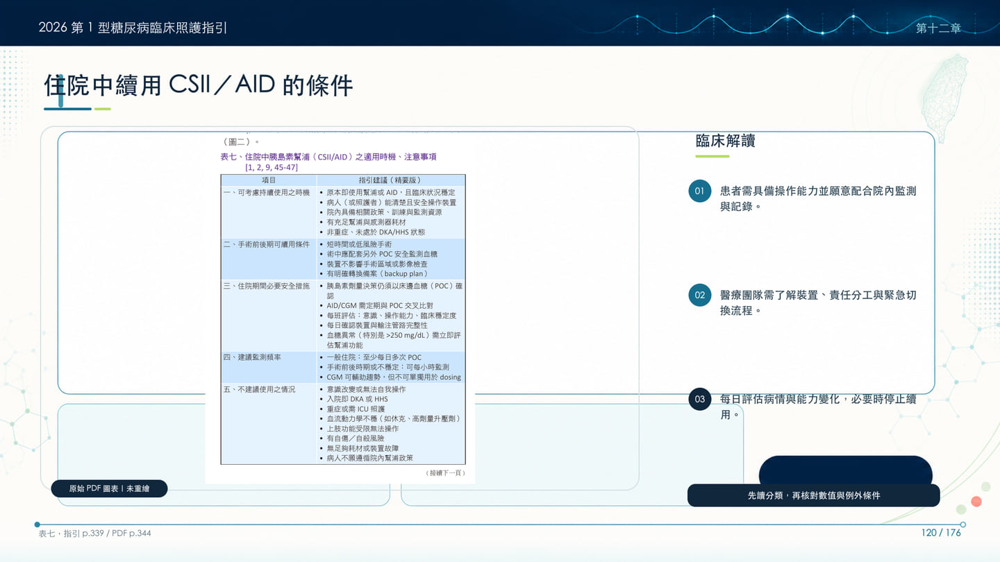 2026 第 1 型糖尿病臨床照護指引
第十二章
住院中續用 CSII／AID 的條件
（圖二）。
表七、住院中胰島素幫浦（CSII/AID）之適用時機、注意事項
[1, 2, 9, 45-47]
項目
指引建議（精要版）
一、可考慮持續使用之時機
• 原本即使用幫浦或 AID，且臨床狀況穩定
• 病人（或照護者）能清楚且安全操作裝置
• 院內具備相關政策、訓練與監測資源
• 有充足幫浦與感測器耗材
• 非重症、未處於 DKA/HHS 狀態
二、手術前後期可續用條件
• 短時間或低風險手術
• 術中應配套另外 POC 安全監測血糖
• 裝置不影響手術區域或影像檢查
• 有明確轉換備案（backup plan）
三、住院期間必要安全措施
• 胰島素劑量決策仍須以床邊血糖（POC）確
認
• AID/CGM 需定期與 POC 交叉比對
• 每班評估：意識、操作能力、臨床穩定度
• 每日確認裝置與輸注管路完整性
• 血糖異常（特別是 >250 mg/dL）需立即評
估幫浦功能
四、建議監測頻率
• 一般住院：至少每日多次 POC
• 手術前後時期或不穩定：可每小時監測
• CGM 可輔助趨勢，但不可單獨用於 dosing
五、不建議使用之情況
• 意識改變或無法自我操作
• 入院即 DKA 或 HHS
• 重症或需 ICU 照護
• 血流動力學不穩（如休克、高劑量升壓劑）
• 上肢功能受限無法操作
• 有自傷／自殺風險
• 無足夠耗材或裝置故障
• 病人不願遵循院內幫浦政策
（接續下一頁）
臨床解讀
01 患者需具備操作能力並願意配合院內監測
與記錄。
02 醫療團隊需了解裝置、責任分工與緊急切
換流程。
03 每日評估病情與能力變化，必要時停止續
用。
原始 PDF 圖表｜未重繪
先讀分類，再核對數值與例外條件
表七・指引 p.339 / PDF p.344
120 / 176